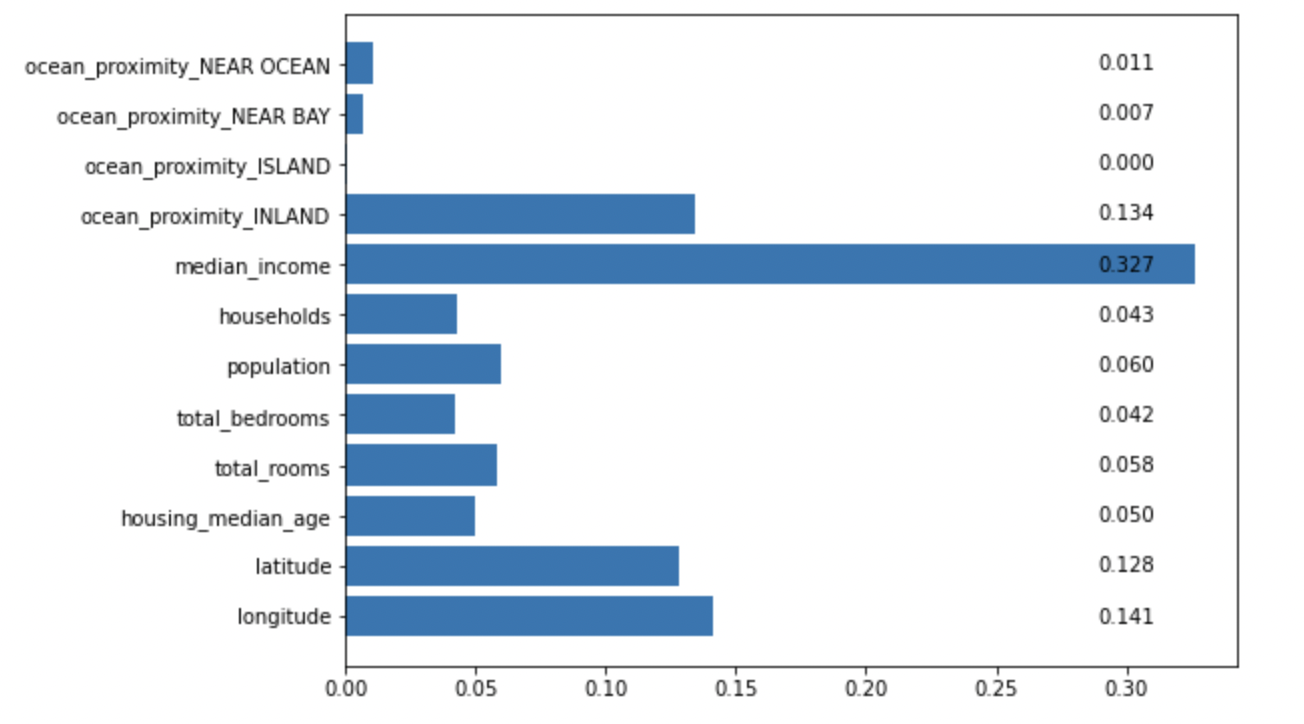 ocean_proximity_NEAR OCEAN 0.011
ocean_proximity_NEAR BAY 0.007
ocean_proximity_ISLAND 0.000
ocean_proximity_INLAND 0.134
median_income 0.327
households 0.043
population 0.060
total_bedrooms 0.042
total_rooms 0.058
housing_median_age 0.050
latitude 0.128
longitude 0.141
0.00 0.05 0.10 0.15 0.20 0.25 0.30